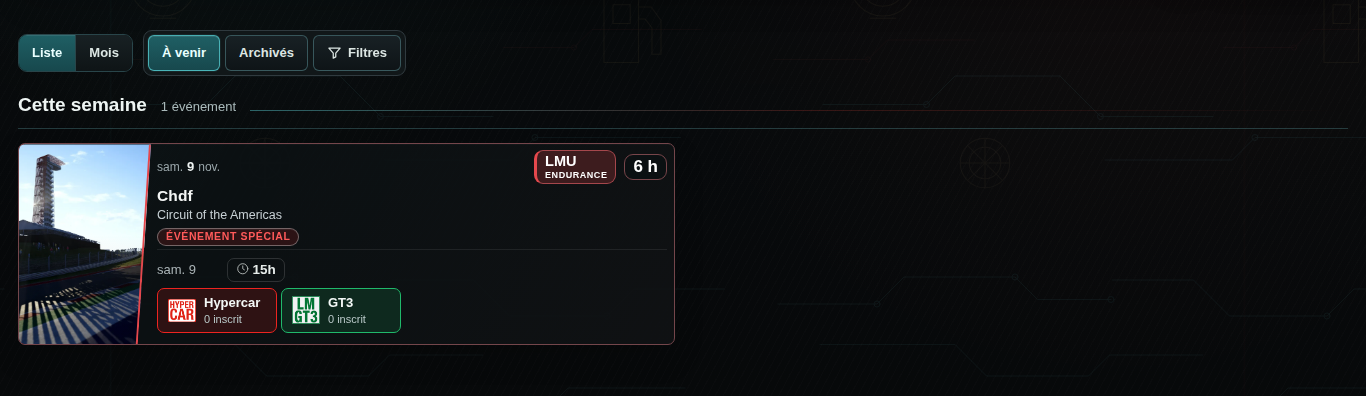 Liste
Mois
À venir
Archivés
Filtres
Cette semaine
1 événement
sam. 9 nov.
LMU
ENDURANCE
6 h
Chdf
Circuit of the Americas
ÉVÉNEMENT SPÉCIAL
sam. 9
15h
HYPER
CAR
Hypercar
0 inscrit
LM
GT3
GT3
0 inscrit